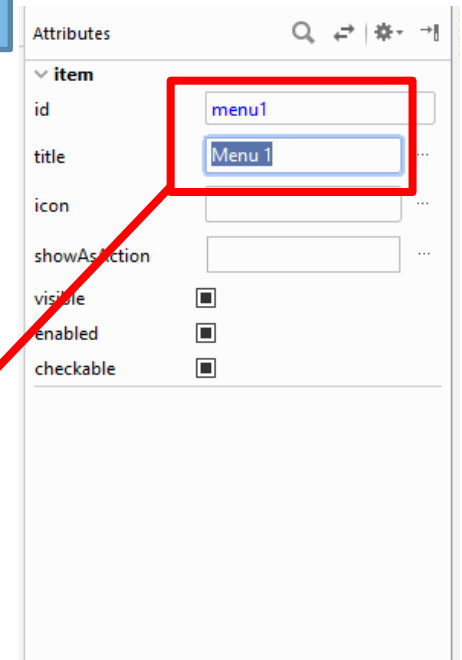 Attributes
item
id menu1
title Menu 1 ...
icon ...
showAsAction ...
visible
enabled
checkable